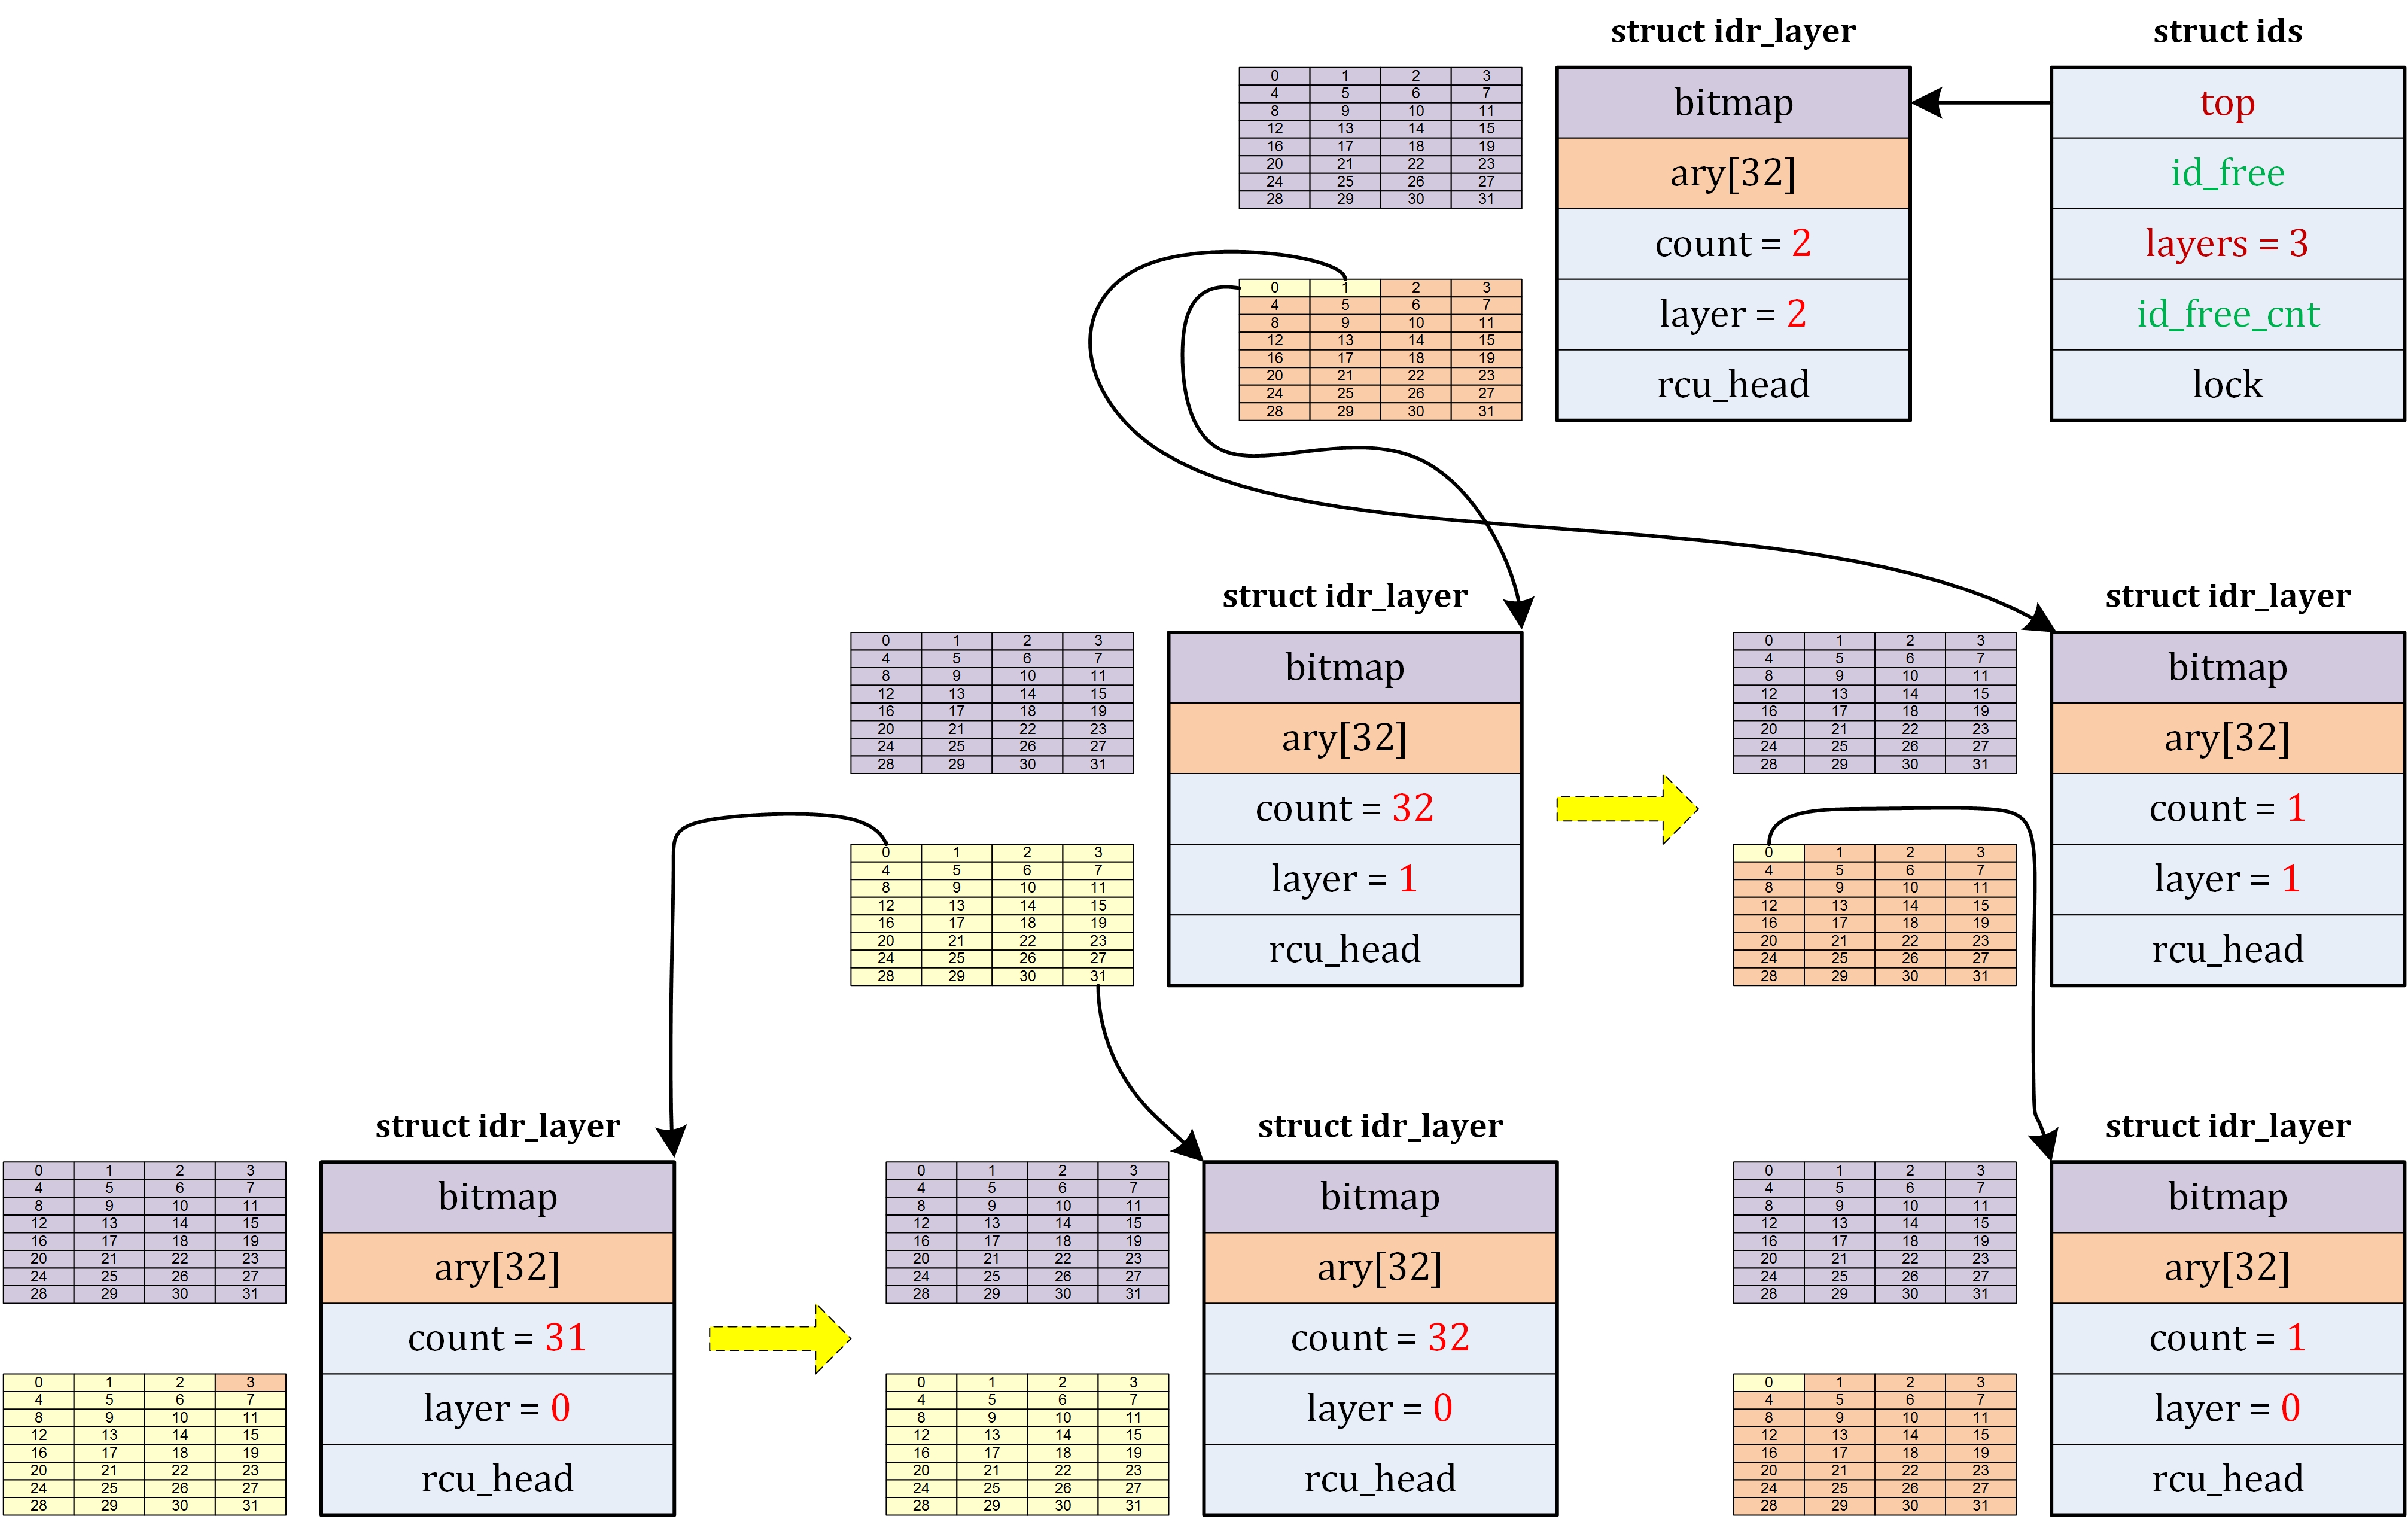 struct idr_layer struct ids
0 1 2 3
4 5 6 7
8 9 10 11
12 13 14 15
16 17 18 19
20 21 22 23
24 25 26 27
28 29 30 31
0 1 2 3
4 5 6 7
8 9 10 11
12 13 14 15
16 17 18 19
20 21 22 23
24 25 26 27
28 29 30 31
bitmap
ary[32]
count = 2
layer = 2
rcu_head
top
id_free
layers = 3
id_free_cnt
lock
struct idr_layer
0 1 2 3
4 5 6 7
8 9 10 11
12 13 14 15
16 17 18 19
20 21 22 23
24 25 26 27
28 29 30 31
0 1 2 3
4 5 6 7
8 9 10 11
12 13 14 15
16 17 18 19
20 21 22 23
24 25 26 27
28 29 30 31
bitmap
ary[32]
count = 32
layer = 1
rcu_head
struct idr_layer
0 1 2 3
4 5 6 7
8 9 10 11
12 13 14 15
16 17 18 19
20 21 22 23
24 25 26 27
28 29 30 31
0 1 2 3
4 5 6 7
8 9 10 11
12 13 14 15
16 17 18 19
20 21 22 23
24 25 26 27
28 29 30 31
bitmap
ary[32]
count = 1
layer = 1
rcu_head
struct idr_layer
0 1 2 3
4 5 6 7
8 9 10 11
12 13 14 15
16 17 18 19
20 21 22 23
24 25 26 27
28 29 30 31
0 1 2 3
4 5 6 7
8 9 10 11
12 13 14 15
16 17 18 19
20 21 22 23
24 25 26 27
28 29 30 31
bitmap
ary[32]
count = 31
layer = 0
rcu_head
struct idr_layer
0 1 2 3
4 5 6 7
8 9 10 11
12 13 14 15
16 17 18 19
20 21 22 23
24 25 26 27
28 29 30 31
0 1 2 3
4 5 6 7
8 9 10 11
12 13 14 15
16 17 18 19
20 21 22 23
24 25 26 27
28 29 30 31
bitmap
ary[32]
count = 32
layer = 0
rcu_head
struct idr_layer
0 1 2 3
4 5 6 7
8 9 10 11
12 13 14 15
16 17 18 19
20 21 22 23
24 25 26 27
28 29 30 31
0 1 2 3
4 5 6 7
8 9 10 11
12 13 14 15
16 17 18 19
20 21 22 23
24 25 26 27
28 29 30 31
bitmap
ary[32]
count = 1
layer = 0
rcu_head